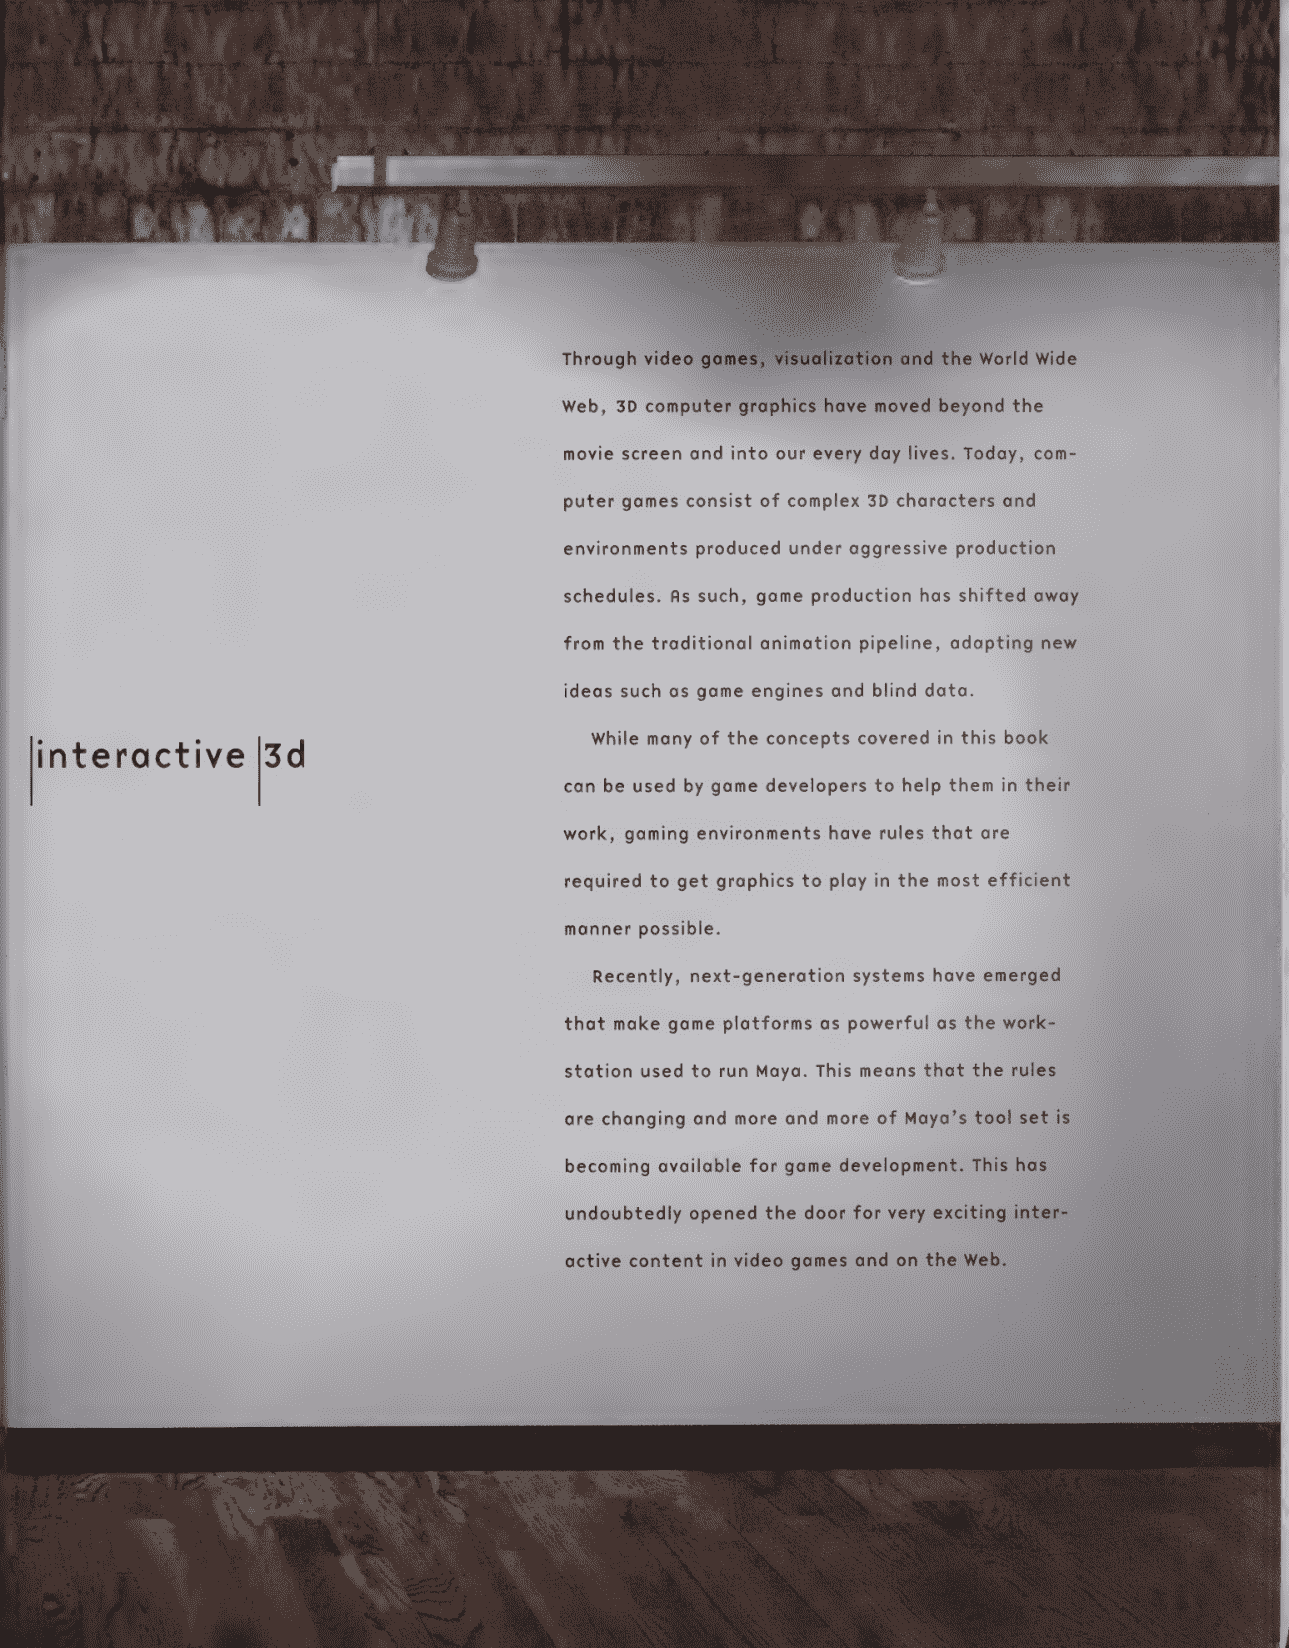 interactive 3d
Through video games, visualization and the World Wide
Web, 3D computer graphics have moved beyond the
movie screen and into our every day lives. Today, com-
puter games consist of complex 3D characters and
environments produced under aggressive production
schedules. As such, game production has shifted away
from the traditional animation pipeline, adapting new
ideas such as game engines and blind data.
While many of the concepts covered in this book
can be used by game developers to help them in their
work, gaming environments have rules that are
required to get graphics to play in the most efficient
manner possible.
Recently, next-generation systems have emerged
that make game platforms as powerful as the work-
station used to run Maya. This means that the rules
are changing and more and more of Maya's tool set is
becoming available for game development. This has
undoubtedly opened the door for very exciting inter-
active content in video games and on the Web.